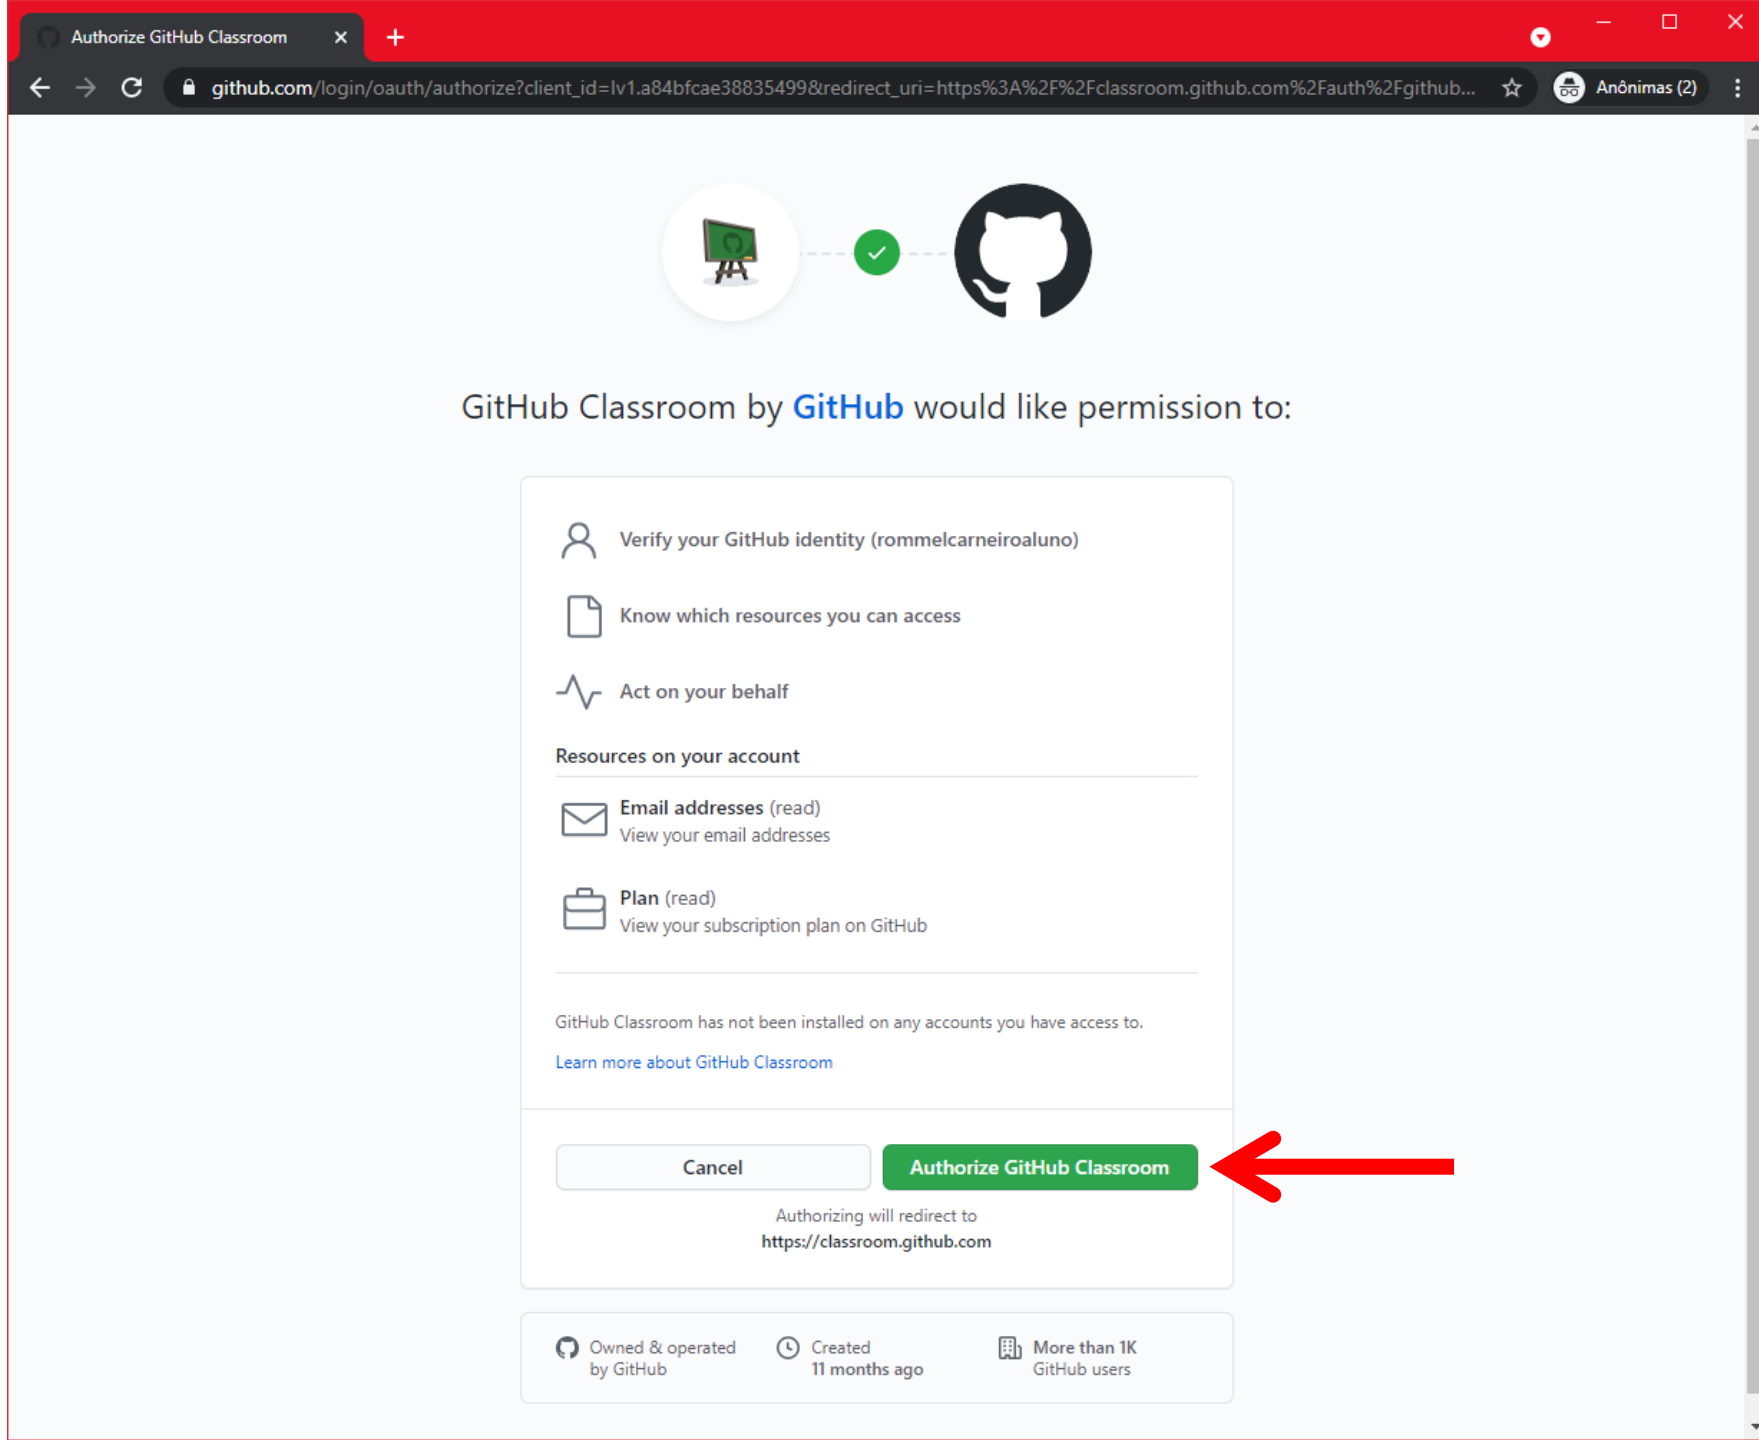 Authorize GitHub Classroom
github.com/login/oauth/authorize?client_id=Iv1.a84bfcae38835499&redirect_uri=https%3A%2F%2Fclassroom.github.com%2Fauth%2Fgithub...
Anônimas (2)
GitHub Classroom by GitHub would like permission to:
Verify your GitHub identity (rommelcarneiroaluno)
Know which resources you can access
Act on your behalf
Resources on your account
Email addresses (read)
View your email addresses
Plan (read)
View your subscription plan on GitHub
GitHub Classroom has not been installed on any accounts you have access to.
Learn more about GitHub Classroom
Cancel
Authorize GitHub Classroom
Authorizing will redirect to
https://classroom.github.com
Owned & operated
by GitHub
Created
11 months ago
More than 1K
GitHub users